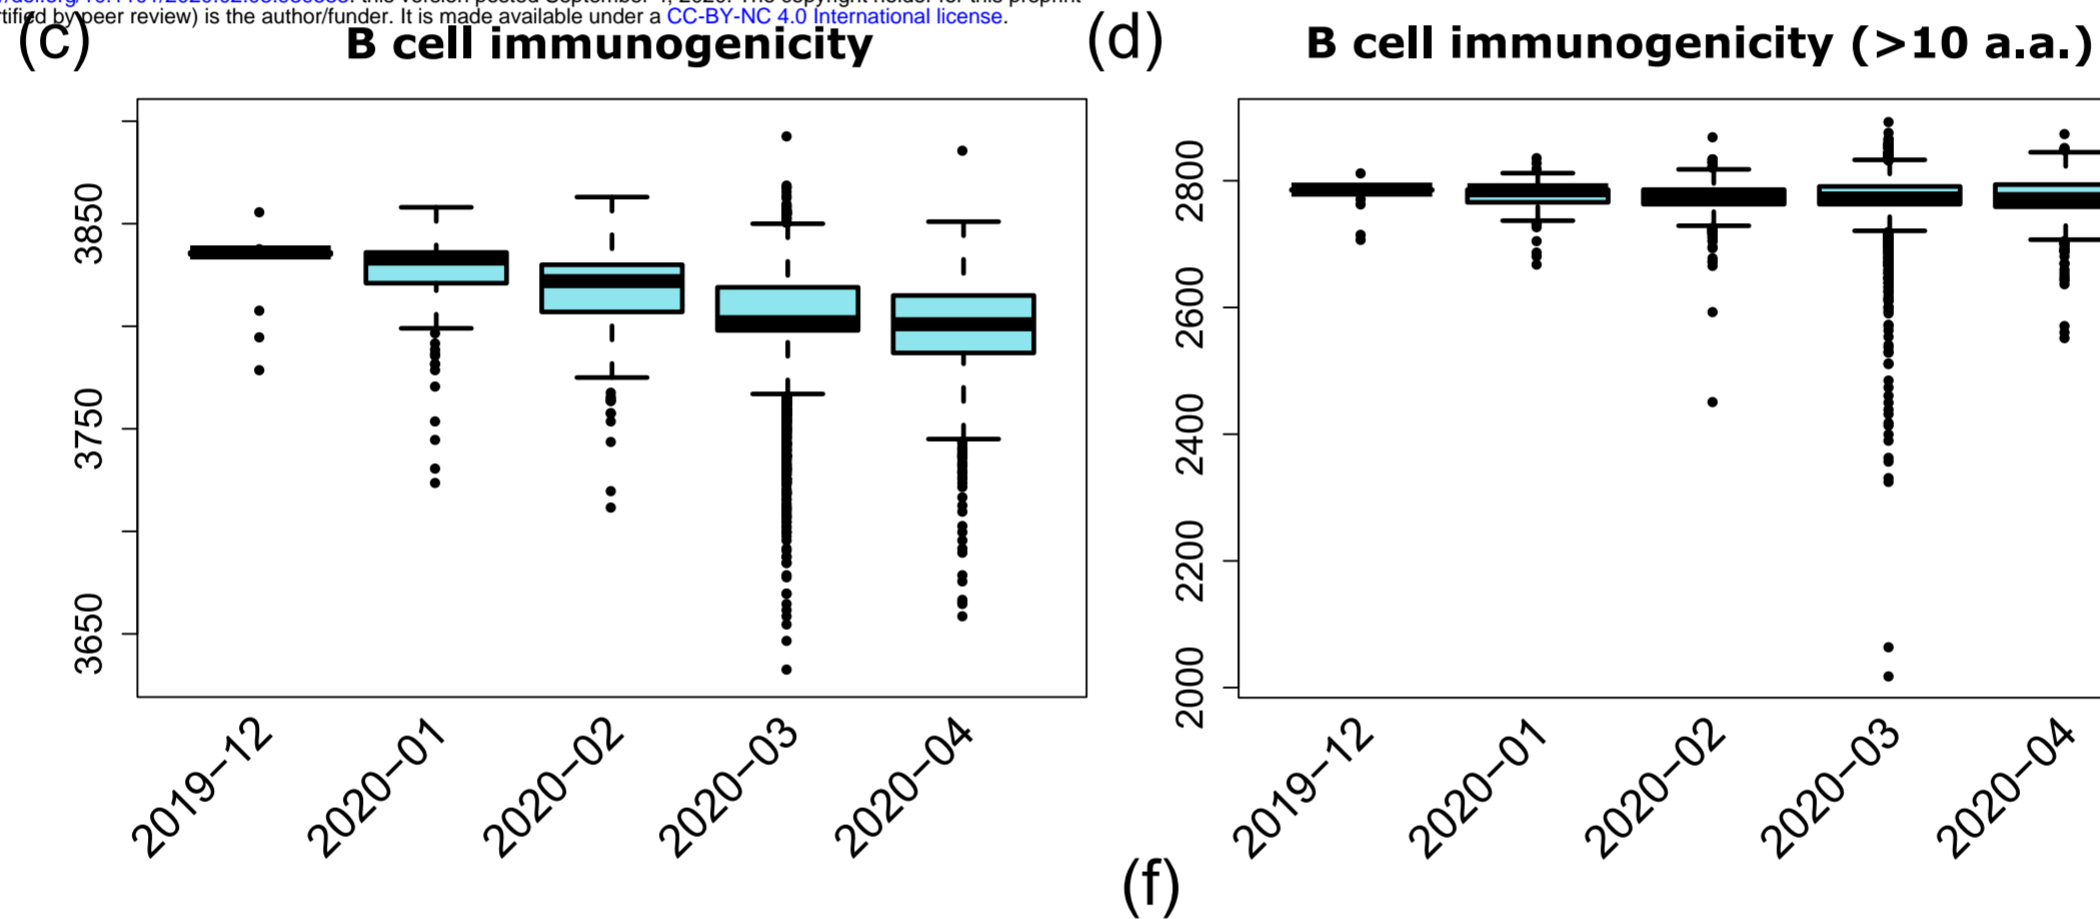 tified by peer review) is the author/funder. It is made available under a CC-BY-NC 4.0 International license.
(c) B cell immunogenicity
3850
3750
3650
2019−12 2020−01 2020−02 2020−03 2020−04
(d) B cell immunogenicity (>10 a.a.)
2800
2600
2400
2200
2000
2019−12 2020−01 2020−02 2020−03 2020−04
(f)